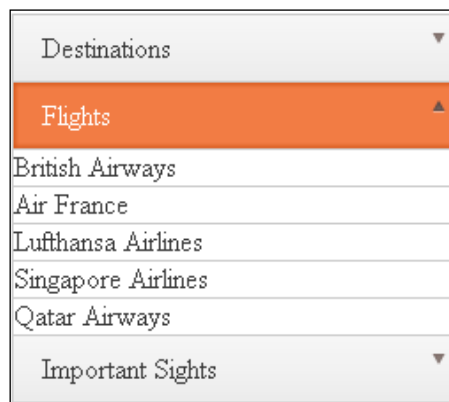 Destinations
Flights
British Airways
Air France
Lufthansa Airlines
Singapore Airlines
Qatar Airways
Important Sights